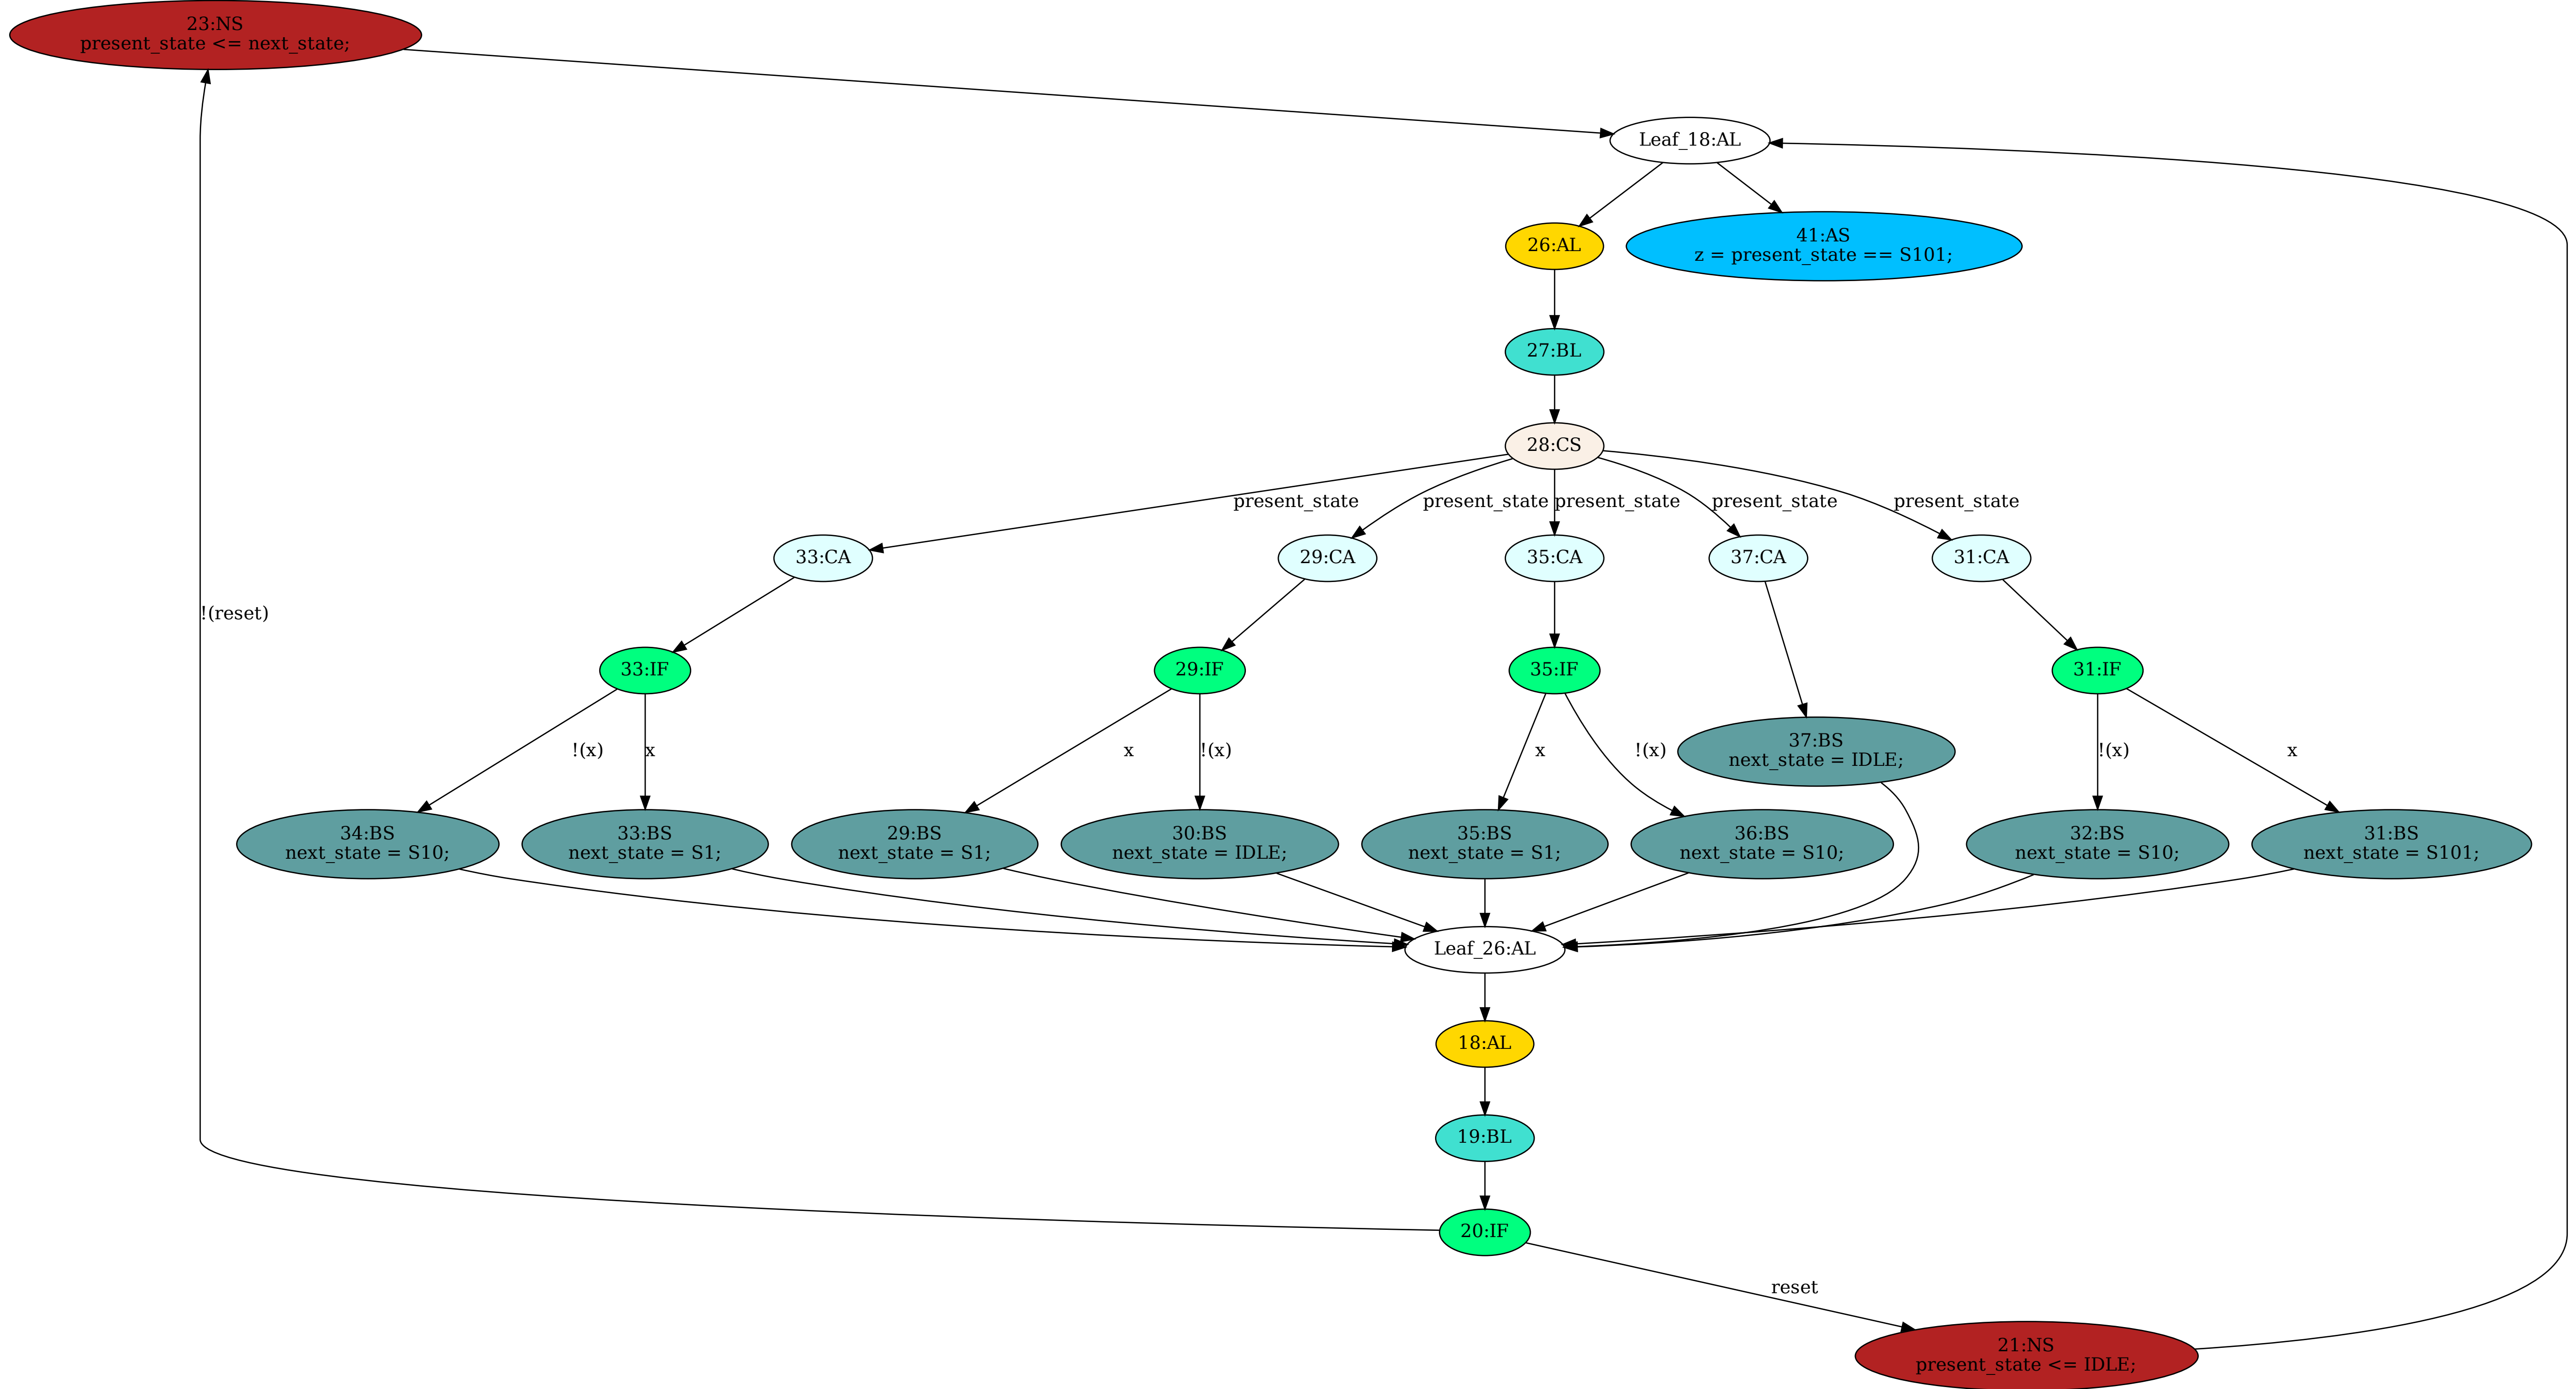 23:NS
present_state <= next_state;
Leaf_18:AL
26:AL
41:AS
z = present_state == S101;
27:BL
28:CS
present_state
present_state
present_state
present_state
present_state
33:CA
29:CA
35:CA
37:CA
31:CA
!(reset)
33:IF
29:IF
35:IF
31:IF
!(x)
x
x
!(x)
x
!(x)
37:BS
next_state = IDLE;
!(x)
x
34:BS
next_state = S10;
33:BS
next_state = S1;
29:BS
next_state = S1;
30:BS
next_state = IDLE;
35:BS
next_state = S1;
36:BS
next_state = S10;
32:BS
next_state = S10;
31:BS
next_state = S101;
Leaf_26:AL
18:AL
19:BL
20:IF
reset
21:NS
present_state <= IDLE;